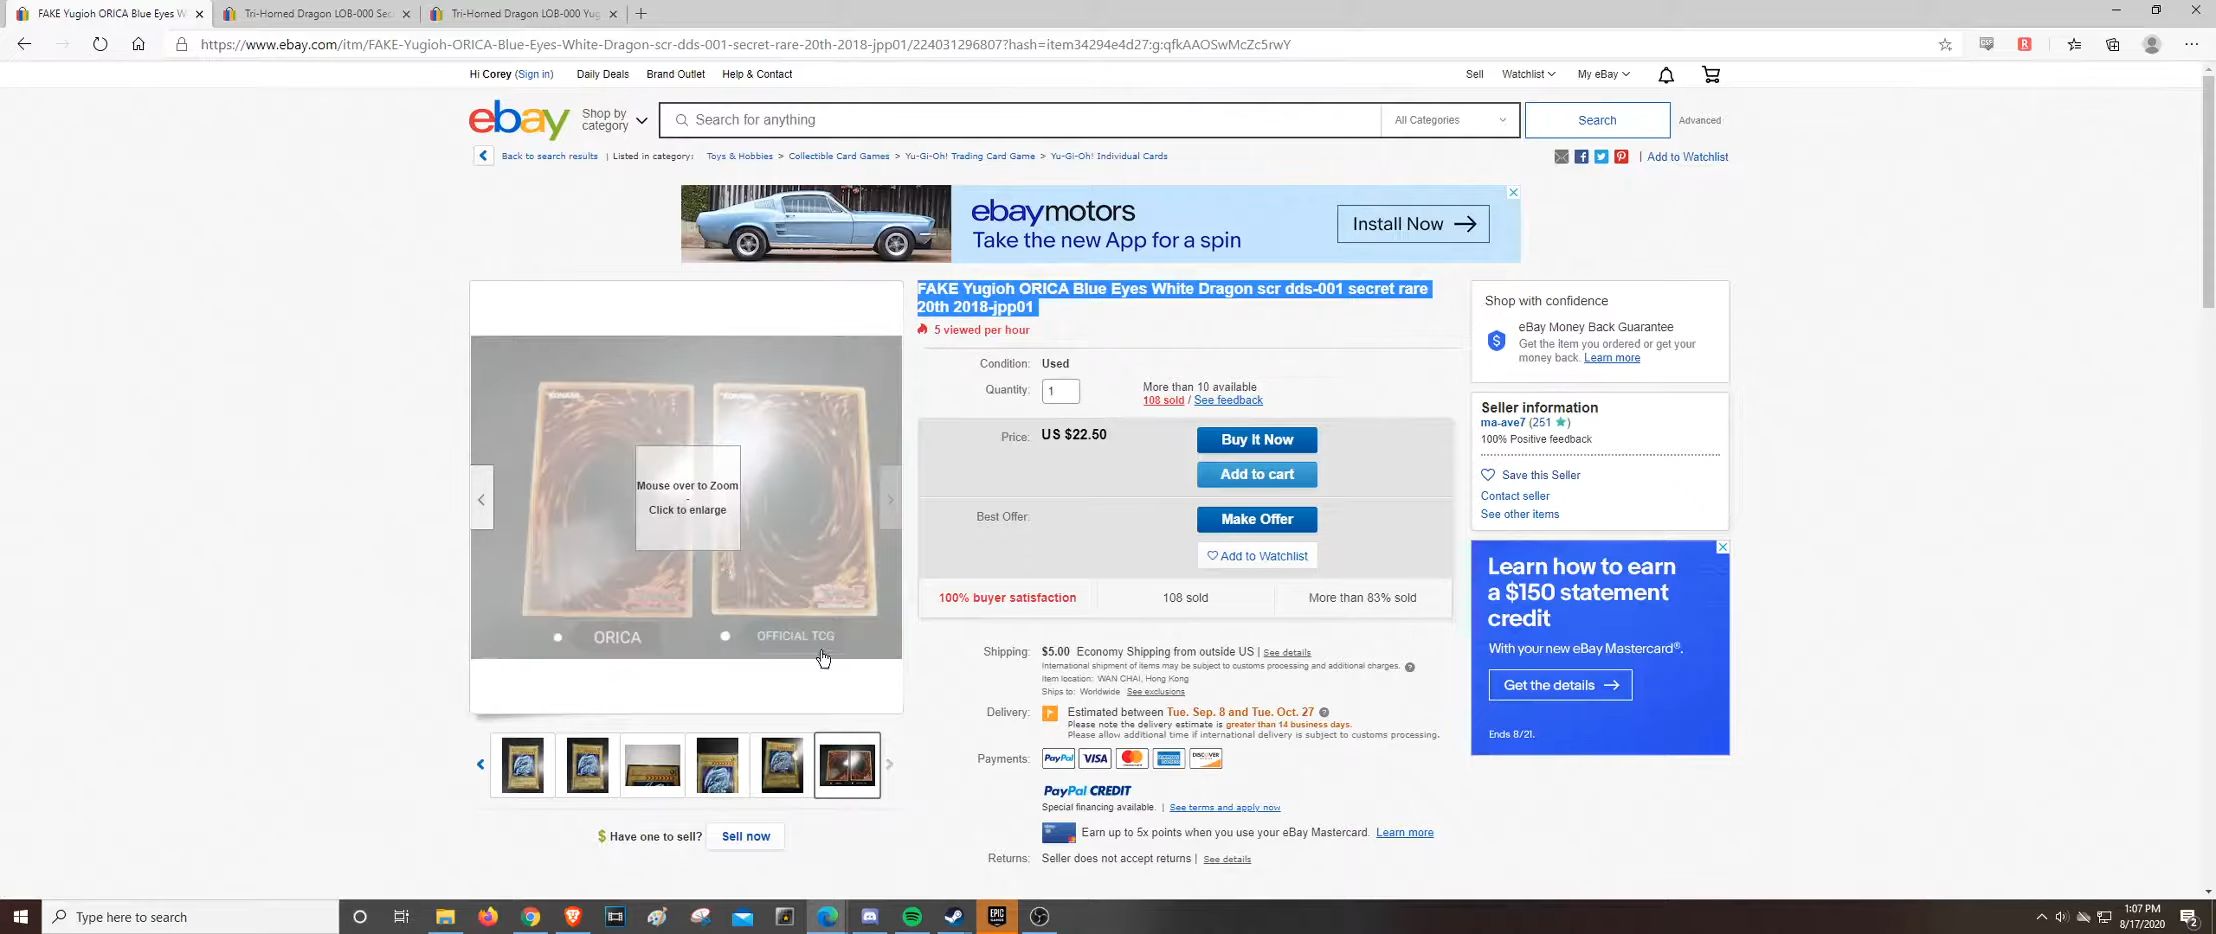 FAKE Yugioh ORICA Blue Eyes W
Tri-Horned Dragon LOB-000 Sec
Tri-Horned Dragon LOB-000 Yug
https://www.ebay.com/itm/FAKE-Yugioh-ORICA-Blue-Eyes-White-Dragon-scr-dds-001-secret-rare-20th-2018-jpp01/224031296807?hash=item34294e4d27:g:qfkAAOSwMcZc5rwY
Hi Corey (Sign in) Daily Deals Brand Outlet Help & Contact
Sell Watchlist My eBay
ebay
Shop by category
Search for anything
All Categories
Search
Advanced
Back to search results | Listed in category: Toys & Hobbies > Collectible Card Games > Yu-Gi-Oh! Trading Card Game > Yu-Gi-Oh! Individual Cards
| Add to Watchlist
ebaymotors
Take the new App for a spin
Install Now
FAKE Yugioh ORICA Blue Eyes White Dragon scr dds-001 secret rare
20th 2018-jpp01
5 viewed per hour
Condition: Used
Quantity: 1
More than 10 available
108 sold / See feedback
Price: US $22.50
Buy It Now
Add to cart
Best Offer:
Make Offer
Add to Watchlist
100% buyer satisfaction
108 sold
More than 83% sold
Shipping: $5.00 Economy Shipping from outside US | See details
International shipment of items may be subject to customs processing and additional charges.
Item location: WAN CHAI, Hong Kong
Ships to: Worldwide See exclusions
Delivery: Estimated between Tue. Sep. 8 and Tue. Oct. 27
Please note the delivery estimate is greater than 14 business days.
Please allow additional time if international delivery is subject to customs processing.
Payments: PayPal VISA
DISCOVER
PayPal CREDIT
Special financing available. | See terms and apply now
Earn up to 5x points when you use your eBay Mastercard. Learn more
Returns: Seller does not accept returns | See details
KONAMI
KONAMI
Mouse over to Zoom
-
Click to enlarge
ORICA
OFFICIAL TCG
$ Have one to sell? Sell now
Shop with confidence
eBay Money Back Guarantee
Get the item you ordered or get your
money back. Learn more
Seller information
ma-ave7 (251 )
100% Positive feedback
Save this Seller
Contact seller
See other items
Learn how to earn
a $150 statement
credit
With your new eBay Mastercard®.
Get the details
Ends 8/21.
Type here to search
EPIC
1:07 PM
8/17/2020
2